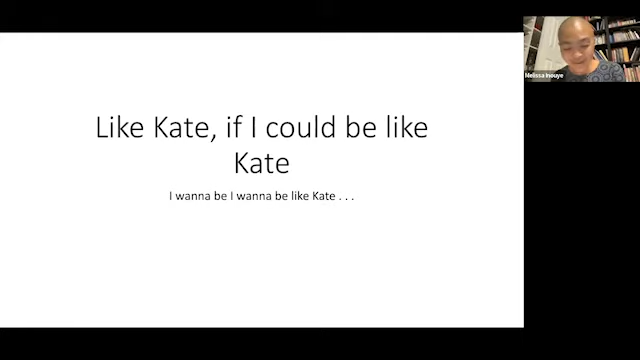 Like Kate, if I could be like
Kate
I wanna be I wanna be like Kate . . .
Melissa Inouye